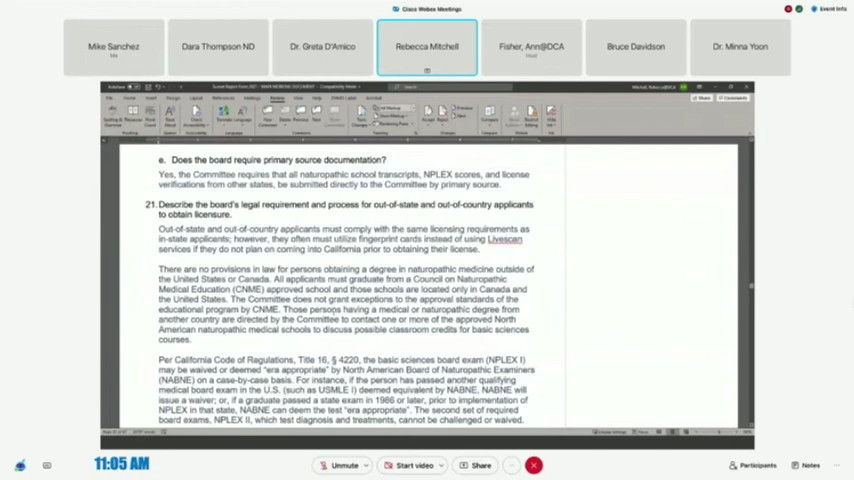 Cisco Webex Meetings
Event Info
Mike Sanchez
Me
Dara Thompson ND
Dr. Greta D'Amico
Rebecca Mitchell
Fisher, Ann@DCA
Host
Bruce Davidson
Dr. Minna Yoon
Search
Share
Comments
e. Does the board require primary source documentation?
Yes, the Committee requires that all naturopathic school transcripts, NPLEX scores, and license
verifications from other states, be submitted directly to the Committee by primary source.
21. Describe the board's legal requirement and process for out-of-state and out-of-country applicants
to obtain licensure.
Out-of-state and out-of-country applicants must comply with the same licensing requirements as
in-state applicants; however, they often must utilize fingerprint cards instead of using Livescan
services if they do not plan on coming into California prior to obtaining their license.
There are no provisions in law for persons obtaining a degree in naturopathic medicine outside of
the United States or Canada. All applicants must graduate from a Council on Naturopathic
Medical Education (CNME) approved school and those schools are located only in Canada and
the United States. The Committee does not grant exceptions to the approval standards of the
educational program by CNME. Those persons having a medical or naturopathic degree from
another country are directed by the Committee to contact one or more of the approved North
American naturopathic medical schools to discuss possible classroom credits for basic sciences
courses.
Per California Code of Regulations, Title 16, § 4220, the basic sciences board exam (NPLEX I)
may be waived or deemed "era appropriate" by North American Board of Naturopathic Examiners
(NABNE) on a case-by-case basis. For instance, if the person has passed another qualifying
medical board exam in the U.S. (such as USMLE I) deemed equivalent by NABNE, NABNE will
issue a waiver; or, if a graduate passed a state exam in 1986 or later, prior to implementation of
NPLEX in that state, NABNE can deem the test "era appropriate". The second set of required
board exams, NPLEX II, which test diagnosis and treatments, cannot be challenged or waived.
11:05 AM
Unmute
Start video
Share
Participants
Notes